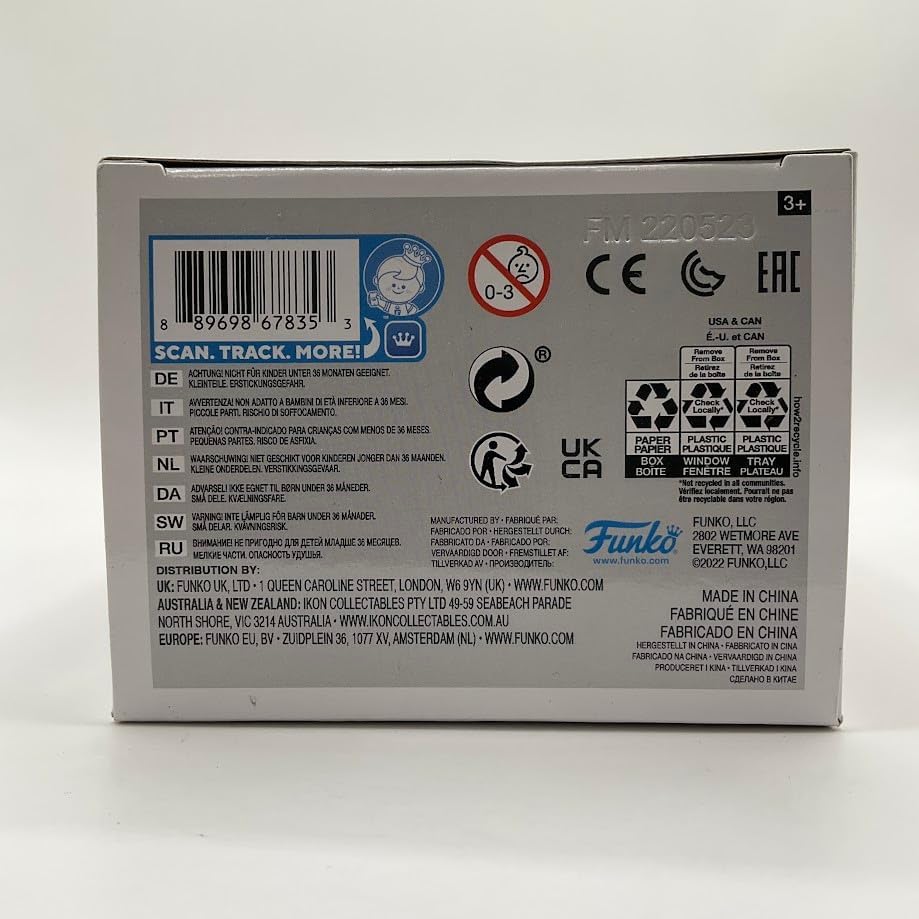 3+
FM 220523
8 89698 67835 3
SCAN. TRACK. MORE!
0-3
CE
EAC
®
UK
CA
USA & CAN
É.-U. et CAN
Remove
From Box
Retirez
de la boîte
Remove
From Box
Retirez
de la boîte
Check
Locally*
Check
Locally*
PAPER
PAPIER
PLASTIC
PLASTIQUE
PLASTIC
PLASTIQUE
BOX
BOITE
WINDOW
FENÊTRE
TRAY
PLATEAU
how2recycle.info
*Not recycled in all communities.
Vérifiez localement. Pourrait ne pas
être recyclable dans votre région.
DE ACHTUNG! NICHT FÜR KINDER UNTER 36 MONATEN GEEIGNET.
KLEINTEILE. ERSTICKUNGSGEFAHR.
IT AVVERTENZA! NON ADATTO A BAMBINI DI ETÀ INFERIORE A 36 MESI.
PICCOLE PARTI. RISCHIO DI SOFFOCAMENTO.
PT ATENÇÃO! CONTRA-INDICADO PARA CRIANÇAS COM MENOS DE 36 MESES.
PEQUENAS PARTES. RISCO DE ASFIXIA.
NL WAARSCHUWING! NIET GESCHIKT VOOR KINDEREN JONGER DAN 36 MAANDEN.
KLEINE ONDERDELEN. VERSTIKKINGSGEVAAR.
DA ADVARSEL! IKKE EGNET TIL BØRN UNDER 36 MÅNEDER.
SMÅ DELE. KVÆLNINGSFARE.
SW VARNING! INTE LÄMPLIG FÖR BARN UNDER 36 MÅNADER.
SMÅ DELAR. KVÄVNINGSRISK.
RU ВНИМАНИЕ! НЕ ПРИГОДНО ДЛЯ ДЕТЕЙ МЛАДШЕ 36 МЕСЯЦЕВ.
МЕЛКИЕ ЧАСТИ. ОПАСНОСТЬ УДУШЬЯ.
MANUFACTURED BY • FABRIQUÉ PAR:
FABRICADO POR • HERGESTELLT DURCH:
FABBRICATO DA • FABRICADO POR:
VERVAARDIGD DOOR • FREMSTILLET AF:
TILLVERKAD AV • ПРОИЗВОДИТЕЛЬ:
Funko®
www.funko.com
FUNKO, LLC
2802 WETMORE AVE
EVERETT, WA 98201
©2022 FUNKO,LLC
DISTRIBUTION BY:
UK: FUNKO UK, LTD • 1 QUEEN CAROLINE STREET, LONDON, W6 9YN (UK) • WWW.FUNKO.COM
AUSTRALIA & NEW ZEALAND: IKON COLLECTABLES PTY LTD 49-59 SEABEACH PARADE
NORTH SHORE, VIC 3214 AUSTRALIA • WWW.IKONCOLLECTABLES.COM.AU
EUROPE: FUNKO EU, BV • ZUIDPLEIN 36, 1077 XV, AMSTERDAM (NL) • WWW.FUNKO.COM
MADE IN CHINA
FABRIQUÉ EN CHINE
FABRICADO EN CHINA
HERGESTELLT IN CHINA • FABBRICATO IN CINA
FABRICADO NA CHINA • VERVAARDIGD IN CHINA
PRODUCERET I KINA • TILLVERKAD I KINA
СДЕЛАНО В КИТАЕ